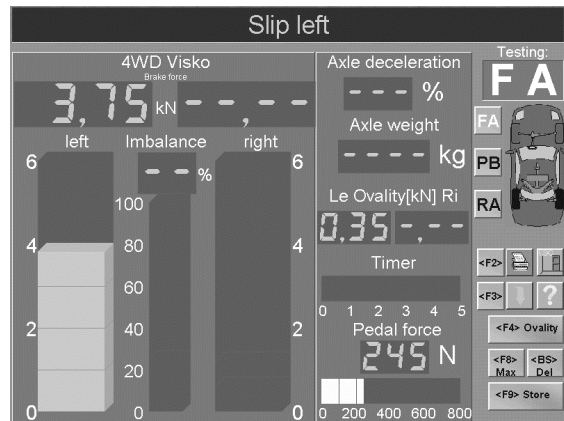 Slip left
4WD Visko
Brake force
3,75 kN --,--
left Imbalance right
-- %
6 6
100
4 80 4
60
2 40 2
20
0 0 0
Axle deceleration
--- %
Axle weight
---- kg
Le Ovality[kN] Ri
0,35 -,--
Timer
0 1 2 3 4 5
Pedal force
245 N
0 200 400 600 800
Testing:
F A
FA
PB
RA
<F2>
<F3> ?
<F4> Ovality
<F8> Max <BS> Del
<F9> Store